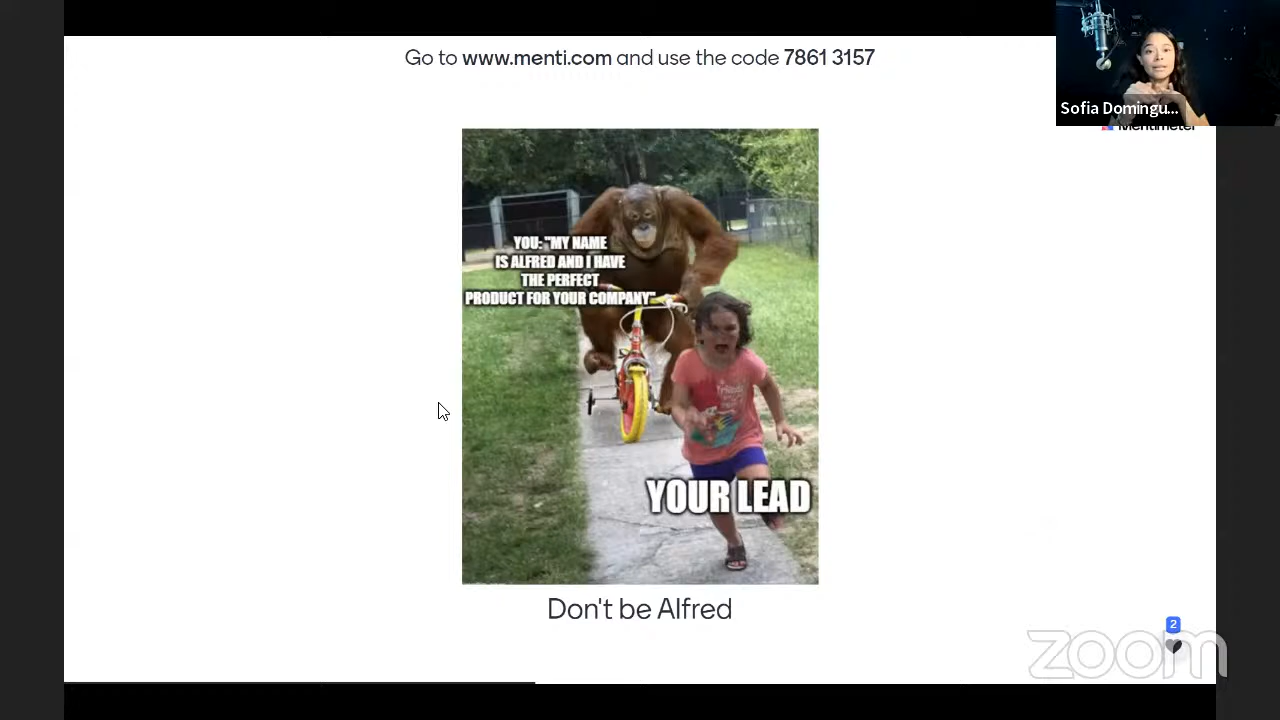 Go to www.menti.com and use the code 7861 3157
Sofia Domingu...
Mentimeter
YOU: "MY NAME
IS ALFRED AND I HAVE
THE PERFECT
PRODUCT FOR YOUR COMPANY"
YOUR LEAD
Don't be Alfred
2
zoom